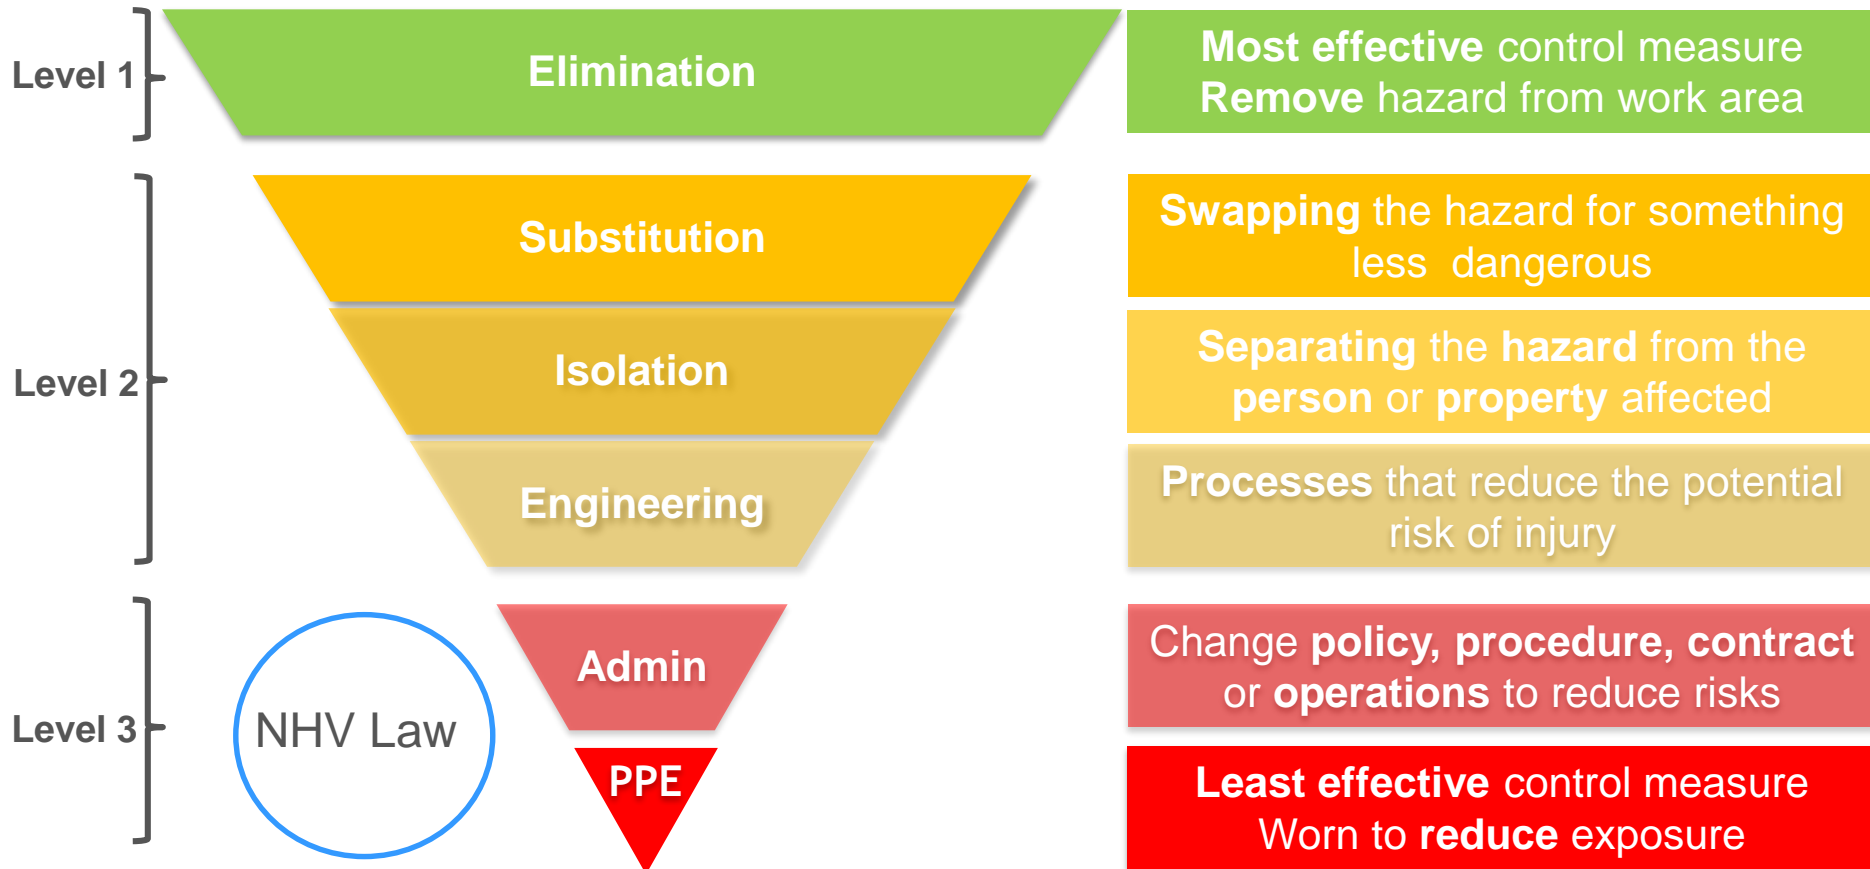 Level 1
Elimination
Most effective control measure
Remove hazard from work area
Level 2
Substitution
Swapping the hazard for something
less dangerous
Isolation
Separating the hazard from the
person or property affected
Engineering
Processes that reduce the potential
risk of injury
Level 3
NHV Law
Admin
Change policy, procedure, contract
or operations to reduce risks
PPE
Least effective control measure
Worn to reduce exposure